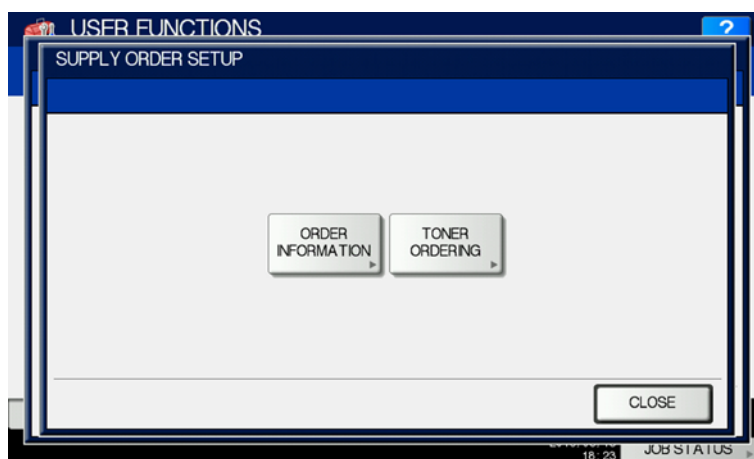 USER FUNCTIONS
?
SUPPLY ORDER SETUP
ORDER
INFORMATION
TONER
ORDERING
CLOSE
18:23
JOB STATUS